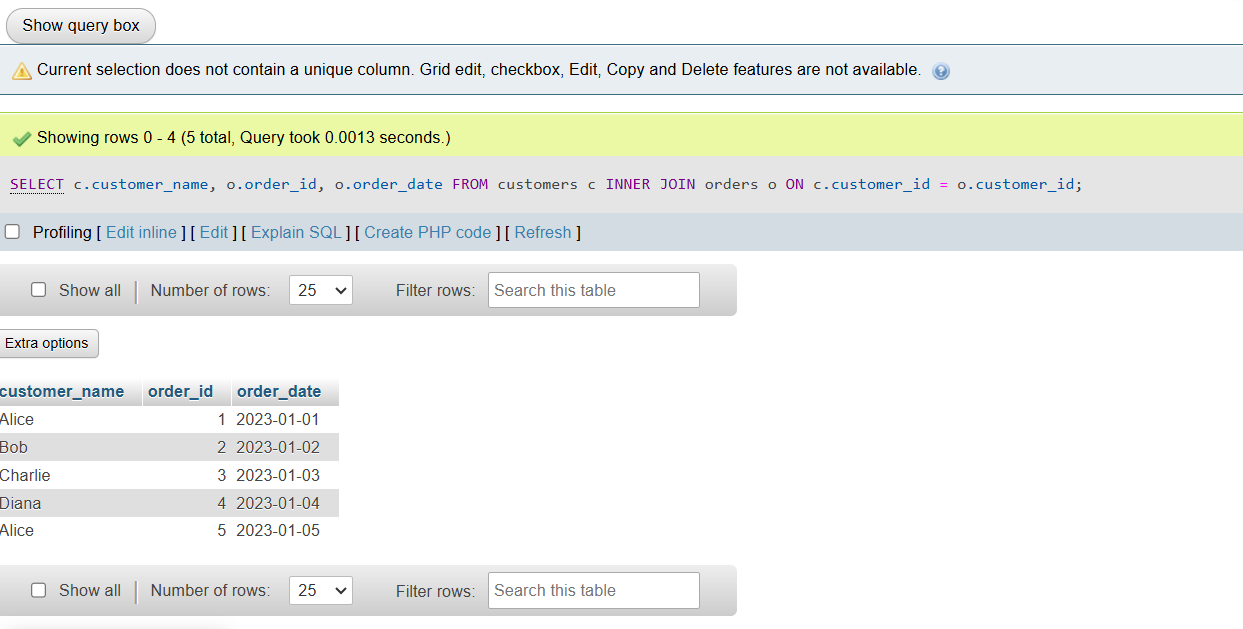 Show query box
Current selection does not contain a unique column. Grid edit, checkbox, Edit, Copy and Delete features are not available.
Showing rows 0 - 4 (5 total, Query took 0.0013 seconds.)
SELECT c.customer_name, o.order_id, o.order_date FROM customers c INNER JOIN orders o ON c.customer_id = o.customer_id;
Profiling [ Edit inline ] [ Edit ] [ Explain SQL ] [ Create PHP code ] [ Refresh ]
Show all | Number of rows: 25 Filter rows: Search this table
Extra options
customer_name order_id order_date
Alice 1 2023-01-01
Bob 2 2023-01-02
Charlie 3 2023-01-03
Diana 4 2023-01-04
Alice 5 2023-01-05
Show all | Number of rows: 25 Filter rows: Search this table